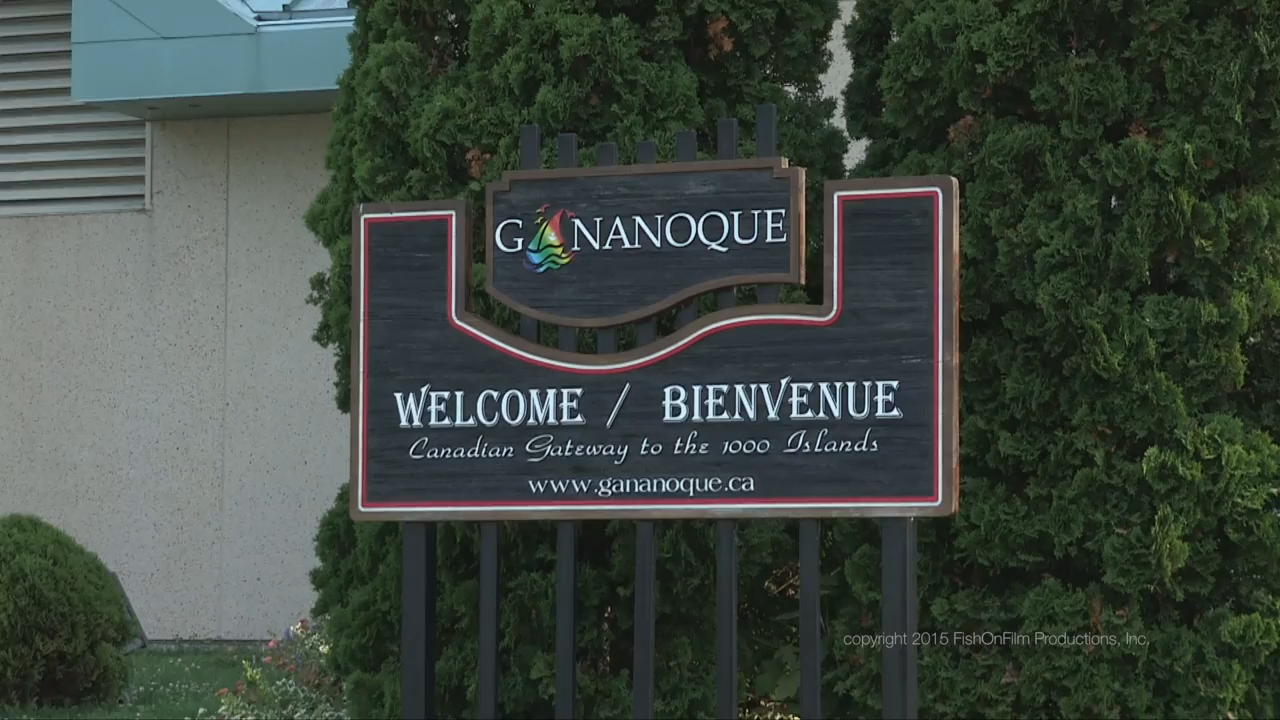 GANANOQUE
WELCOME / BIENVENUE
Canadian Gateway to the 1000 Islands
www.gananoque.ca
copyright 2015 FishOnFilm Productions, Inc.